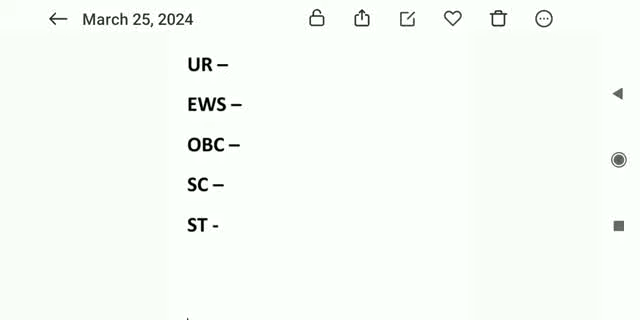 March 25, 2024
UR –
EWS –
OBC –
SC –
ST -